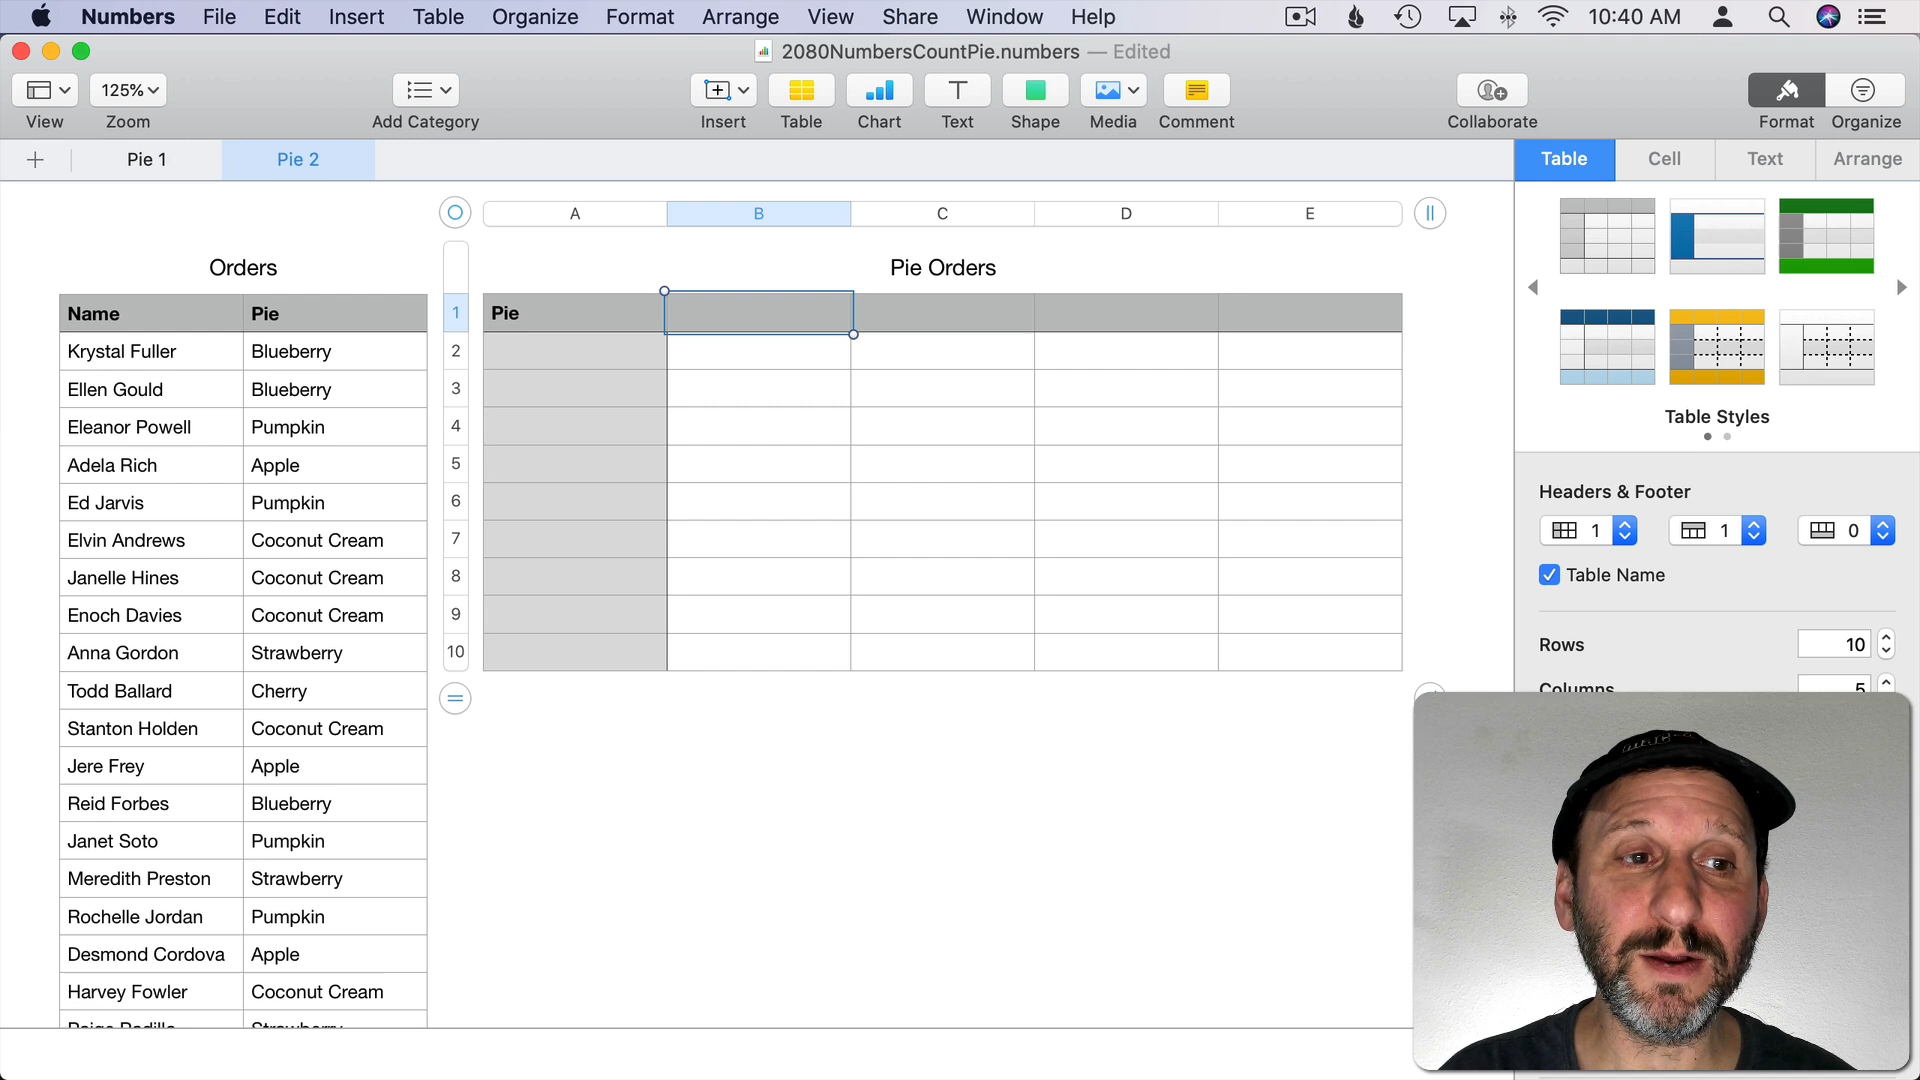 Numbers File Edit Insert Table Organize Format Arrange View Share Window Help 10:40 AM
2080NumbersCountPie.numbers — Edited
125%
View Zoom Add Category Insert Table Chart Text Shape Media Comment Collaborate Format Organize
Pie 1 Pie 2
Table Cell Text Arrange
A B C D E
Orders
Name Pie
Krystal Fuller Blueberry
Ellen Gould Blueberry
Eleanor Powell Pumpkin
Adela Rich Apple
Ed Jarvis Pumpkin
Elvin Andrews Coconut Cream
Janelle Hines Coconut Cream
Enoch Davies Coconut Cream
Anna Gordon Strawberry
Todd Ballard Cherry
Stanton Holden Coconut Cream
Jere Frey Apple
Reid Forbes Blueberry
Janet Soto Pumpkin
Meredith Preston Strawberry
Rochelle Jordan Pumpkin
Desmond Cordova Apple
Harvey Fowler Coconut Cream
Pie Orders
1 Pie
2
3
4
5
6
7
8
9
10
Table Styles
Headers & Footer
1 1 0
Table Name
Rows 10
Columns 5